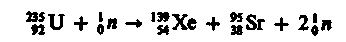 ²³⁵₉₂U + ¹₀n → ¹³⁹₅₄Xe + ⁹⁵₃₈Sr + 2¹₀n